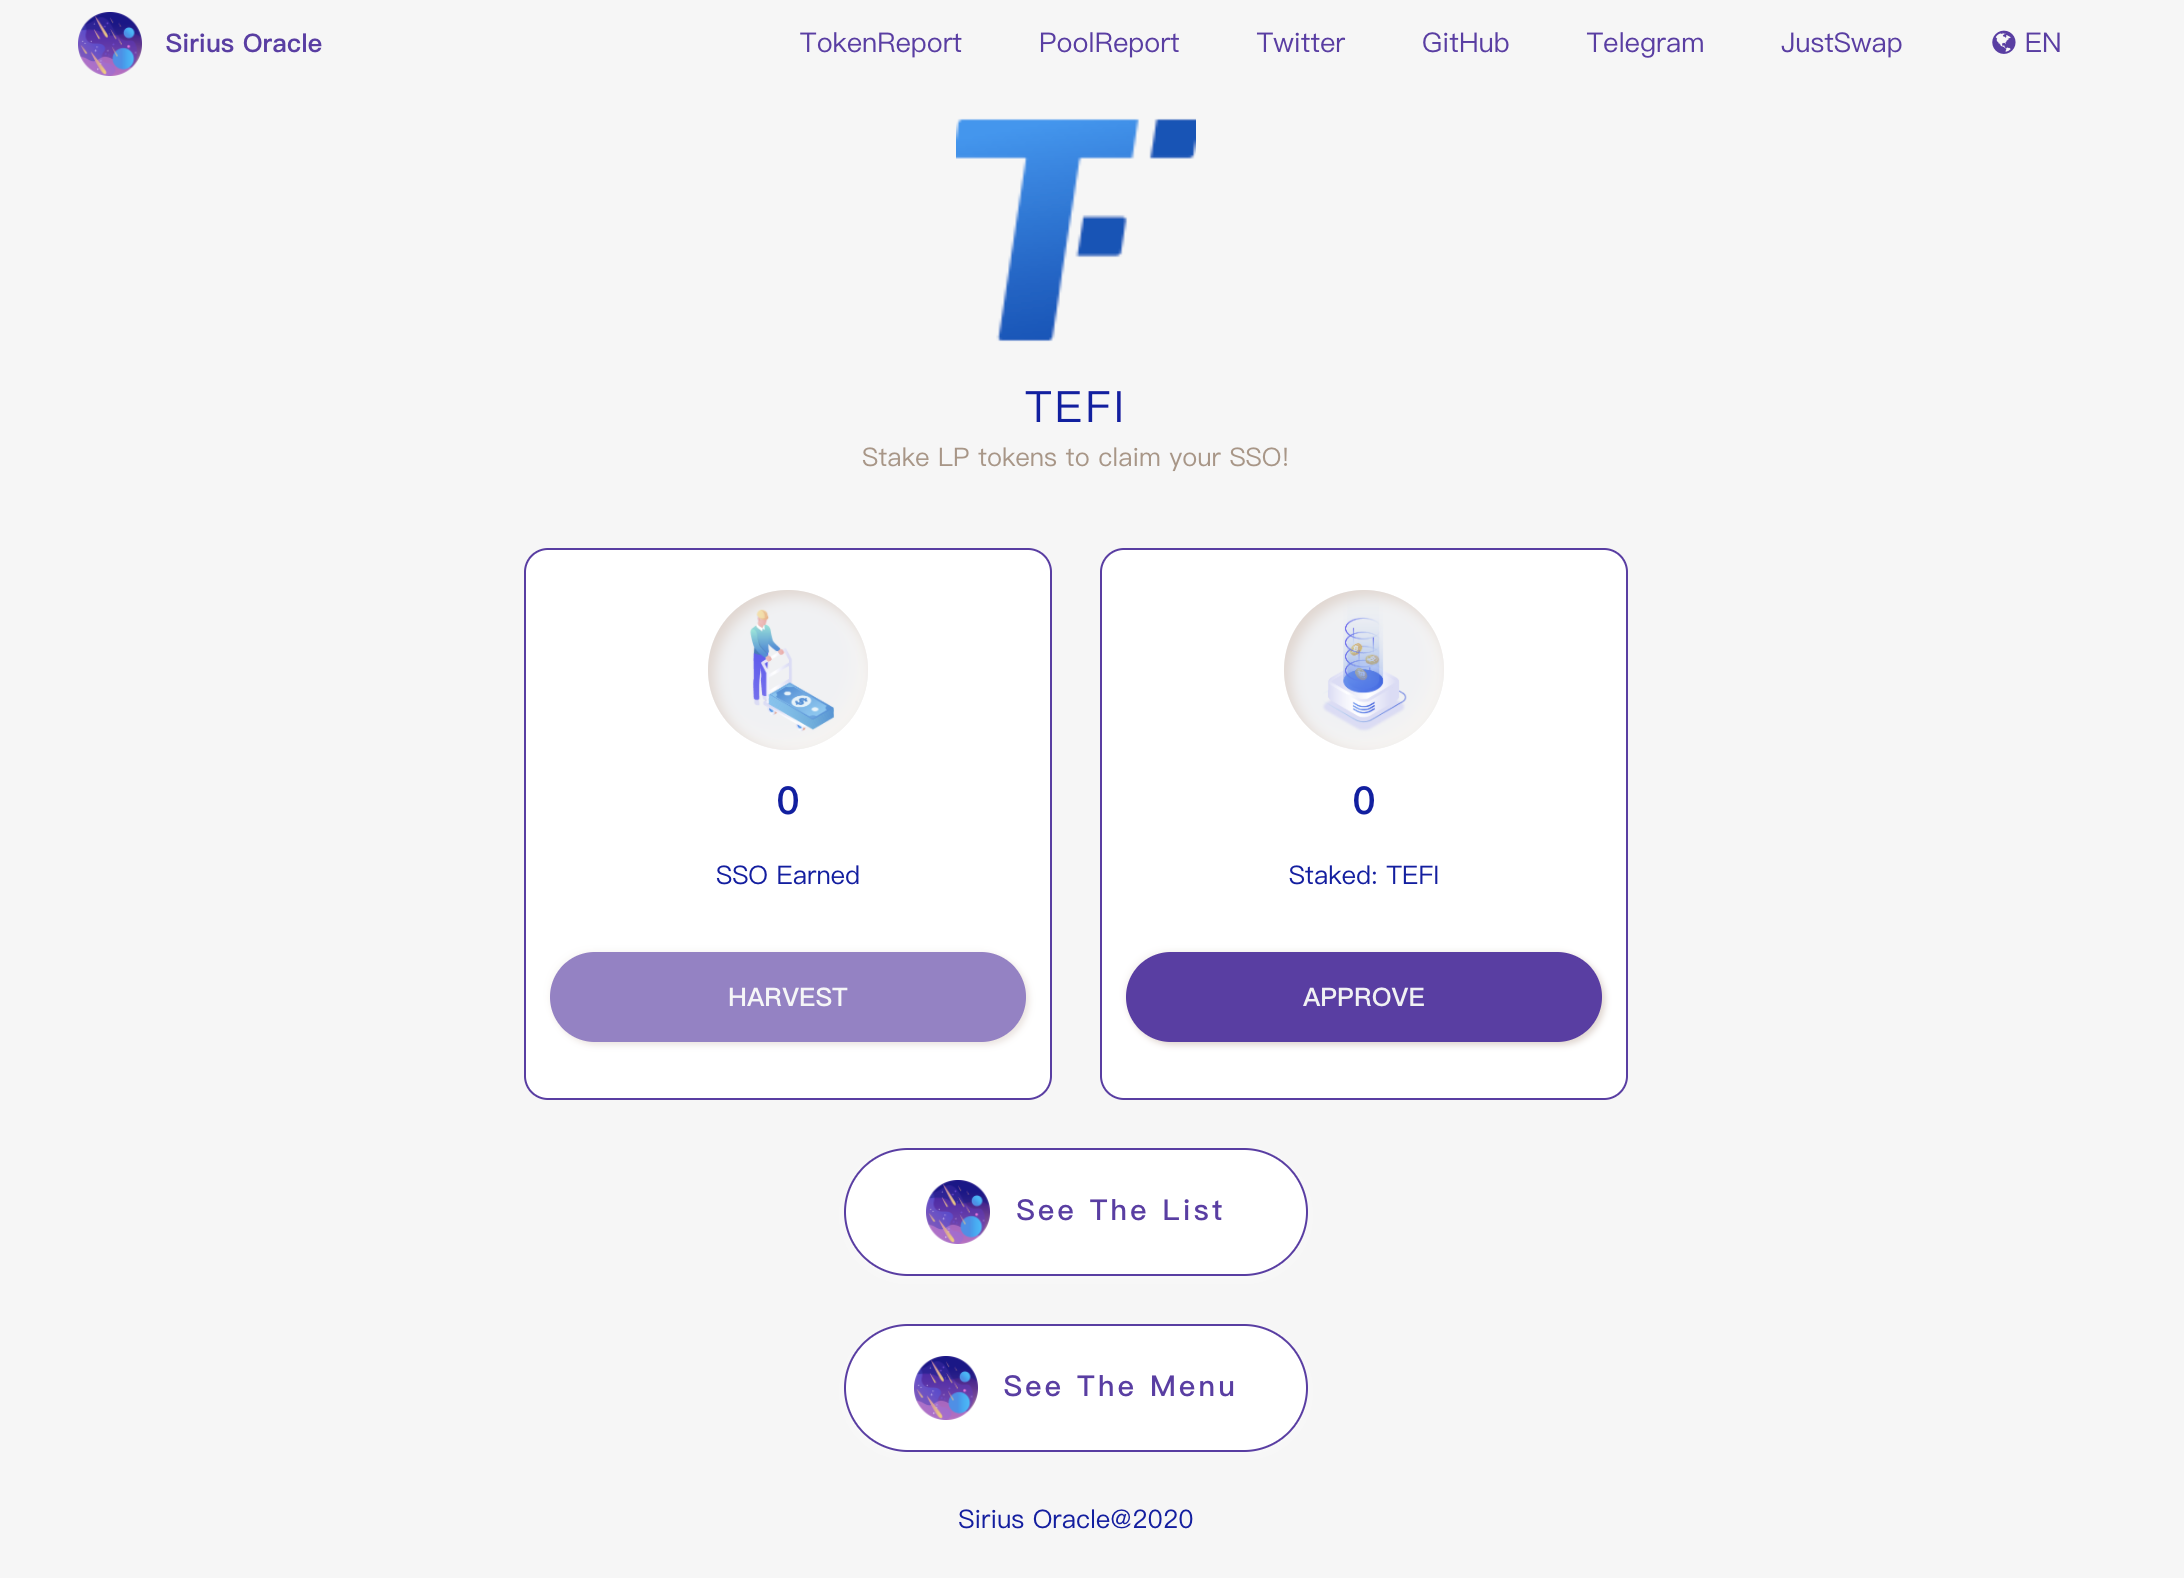 Sirius Oracle
TokenReport
PoolReport
Twitter
GitHub
Telegram
JustSwap
EN
TEFI
Stake LP tokens to claim your SSO!
0
SSO Earned
HARVEST
0
Staked: TEFI
APPROVE
See The List
See The Menu
Sirius Oracle@2020